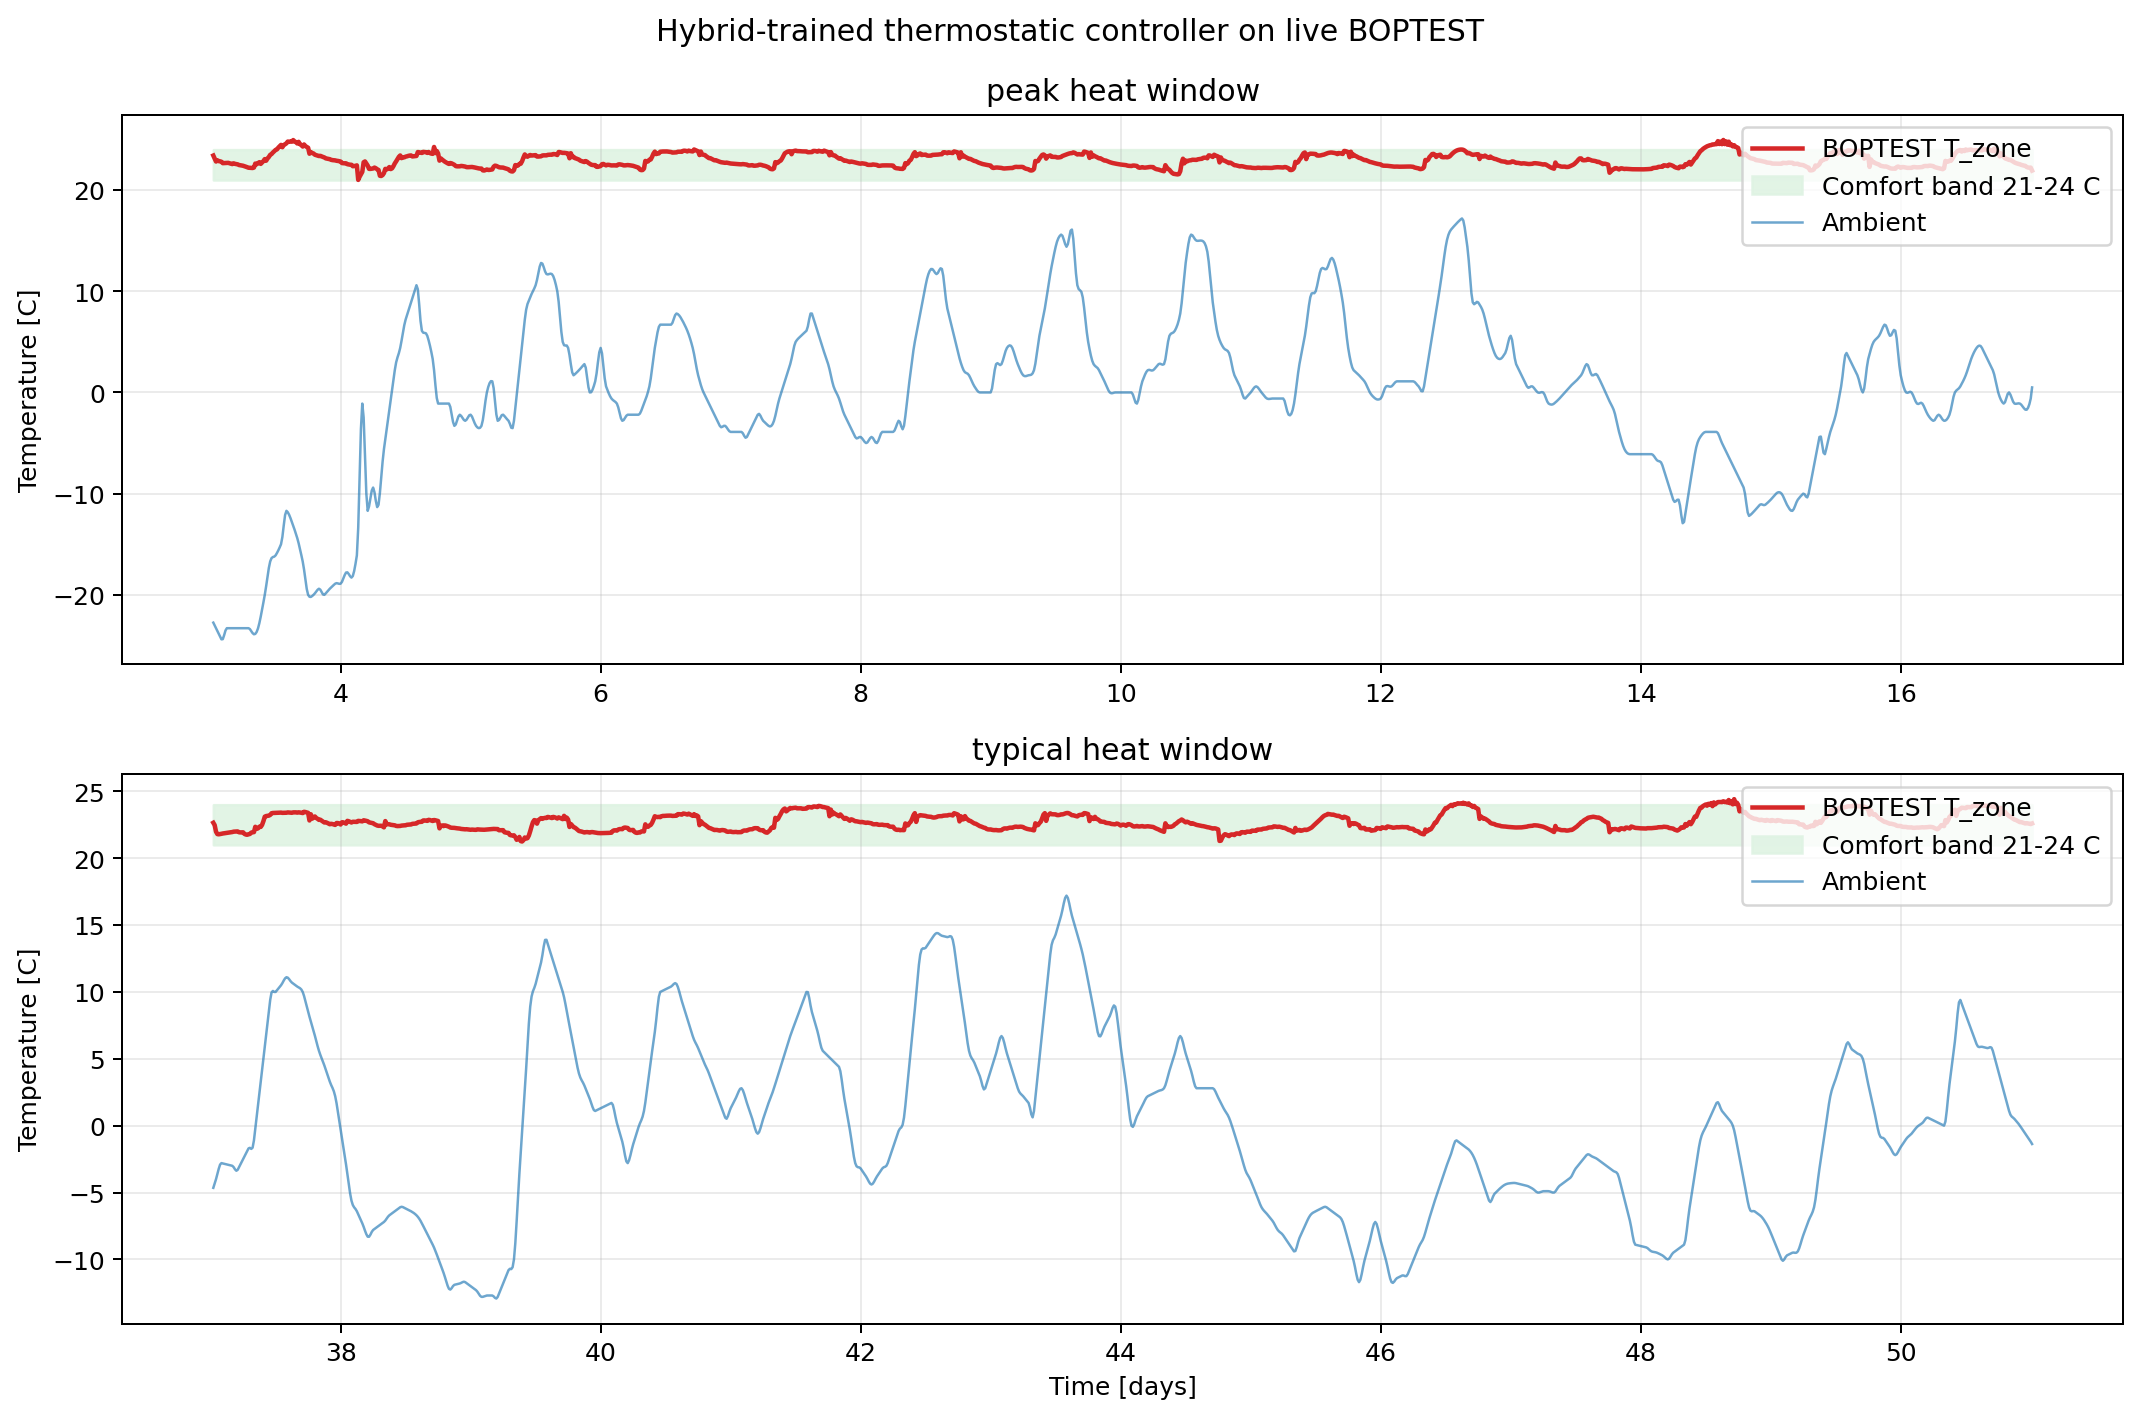 Hybrid-trained thermostatic controller on live BOPTEST
peak heat window
BOPTEST T_zone
Comfort band 21-24 C
Ambient
Temperature [C]
20
10
0
−10
−20
4 6 8 10 12 14 16
typical heat window
BOPTEST T_zone
Comfort band 21-24 C
Ambient
Temperature [C]
25
20
15
10
5
0
−5
−10
38 40 42 44 46 48 50
Time [days]